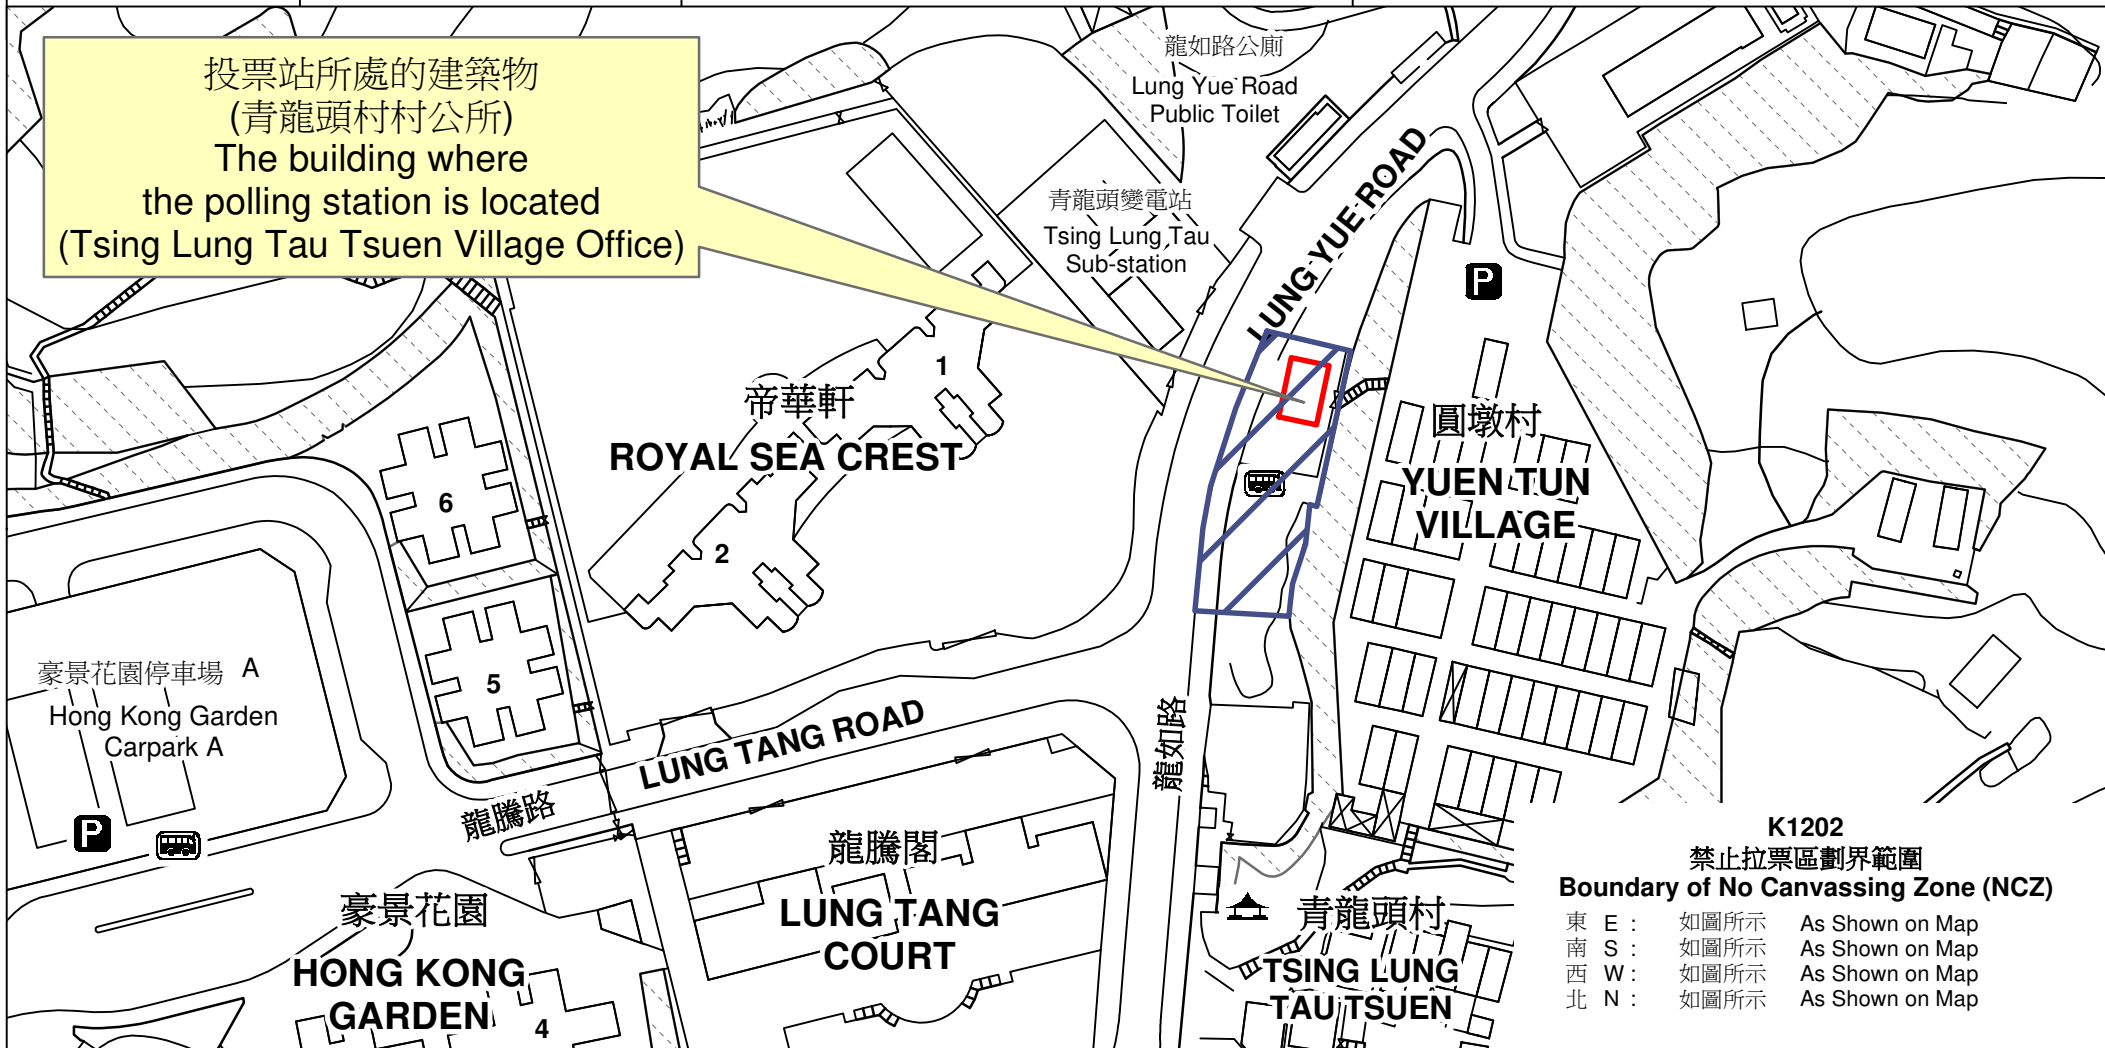 投票站所處的建築物
(青龍頭村村公所)
The building where
the polling station is located
(Tsing Lung Tau Tsuen Village Office)
龍如路公廁
Lung Yue Road
Public Toilet
青龍頭變電站
Tsing Lung Tau
Sub-station
LUNG YUE ROAD
P
帝華軒
ROYAL SEA CREST
1
2
圓墩村
YUEN TUN
VILLAGE
6
5
豪景花園停車場 A
Hong Kong Garden
Carpark A
P
LUNG TANG ROAD
龍騰路
龍如路
龍騰閣
LUNG TANG
COURT
豪景花園
HONG KONG
GARDEN
4
青龍頭村
TSING LUNG
TAU TSUEN
K1202
禁止拉票區劃界範圍
Boundary of No Canvassing Zone (NCZ)
東 E : 如圖所示 As Shown on Map
南 S : 如圖所示 As Shown on Map
西 W : 如圖所示 As Shown on Map
北 N : 如圖所示 As Shown on Map